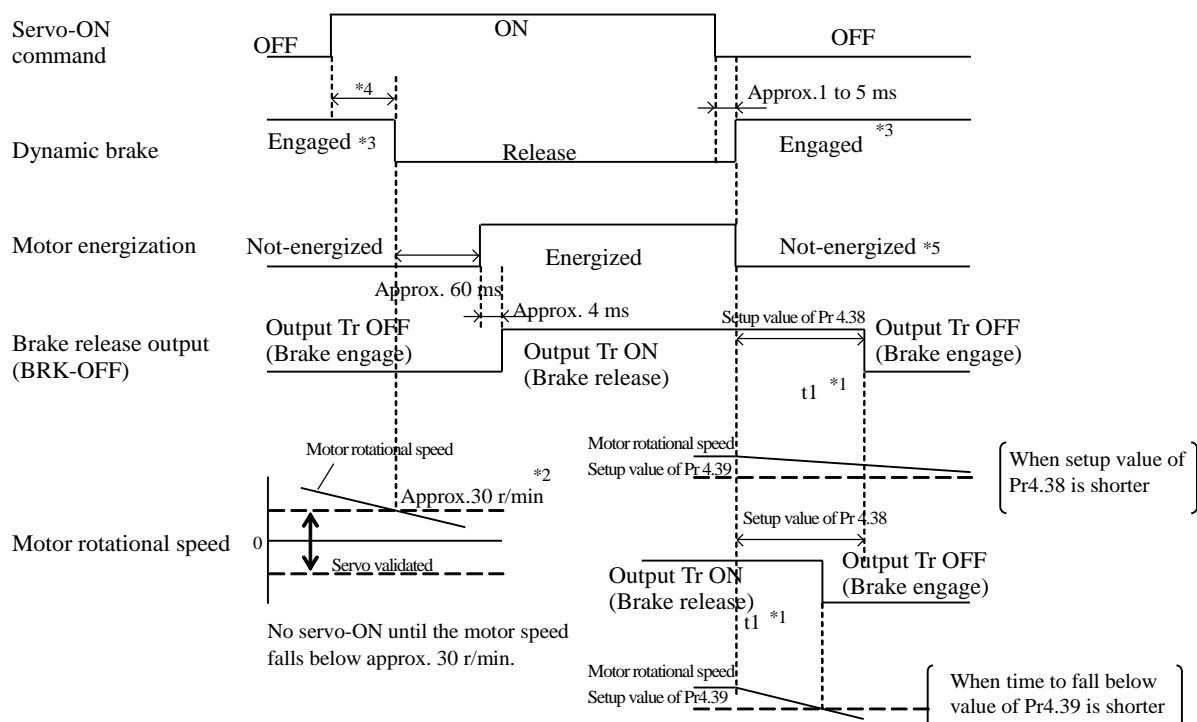 Servo-ON
command
OFF
ON
OFF
*4
Approx.1 to 5 ms
Dynamic brake
Engaged *3
Release
Engaged *3
Motor energization
Not-energized
Energized
Not-energized *5
Approx. 60 ms
Approx. 4 ms
Brake release output
(BRK-OFF)
Output Tr OFF
(Brake engage)
Output Tr ON
(Brake release)
Setup value of Pr 4.38
Output Tr OFF
(Brake engage)
t1 *1
Motor rotational speed
Setup value of Pr 4.39
When setup value of
Pr4.38 is shorter
Motor rotational speed
Approx.30 r/min *2
Motor rotational speed
0
Servo validated
No servo-ON until the motor speed
falls below approx. 30 r/min.
Setup value of Pr 4.38
Output Tr ON
(Brake release)
Output Tr OFF
(Brake engage)
t1 *1
Motor rotational speed
Setup value of Pr4.39
When time to fall below
value of Pr4.39 is shorter